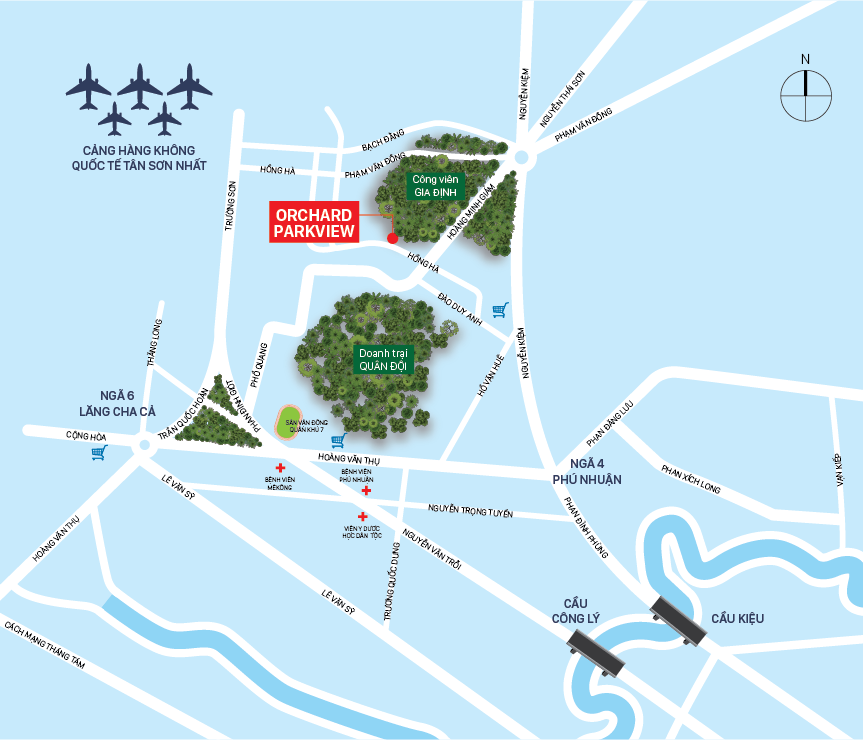 N
CẢNG HÀNG KHÔNG
QUỐC TẾ TÂN SƠN NHẤT
NGUYỄN KIỆM
NGUYỄN THÁI SƠN
PHẠM VĂN ĐỒNG
BẠCH ĐẰNG
HỒNG HÀ
PHẠM VĂN ĐỒNG
Công viên
GIA ĐỊNH
TRƯỜNG SƠN
ORCHARD
PARKVIEW
HOÀNG MINH GIÁM
HỒNG HÀ
ĐÀO DUY ANH
THĂNG LONG
PHỔ QUANG
Doanh trại
QUÂN ĐỘI
HỒ VĂN HUÊ
NGUYỄN KIỆM
NGÃ 6
LĂNG CHA CẢ
TRẦN QUỐC HOÀN
PHAN ĐÌNH GIÓT
SÂN VẬN ĐỘNG
QUÂN KHU 7
PHAN ĐĂNG LƯU
CỘNG HÒA
HOÀNG VĂN THỤ
NGÃ 4
PHÚ NHUẬN
PHAN XÍCH LONG
VẠN KIẾP
BỆNH VIỆN
MÊKÔNG
BỆNH VIỆN
PHÚ NHUẬN
LÊ VĂN SỸ
NGUYỄN TRỌNG TUYỂN
PHAN ĐÌNH PHÙNG
HOÀNG VĂN THỤ
VIỆN Y DƯỢC
HỌC DÂN TỘC
NGUYỄN VĂN TRỖI
TRƯƠNG QUỐC DUNG
LÊ VĂN SỸ
CẦU
CÔNG LÝ
CẦU KIỆU
CÁCH MẠNG THÁNG TÁM